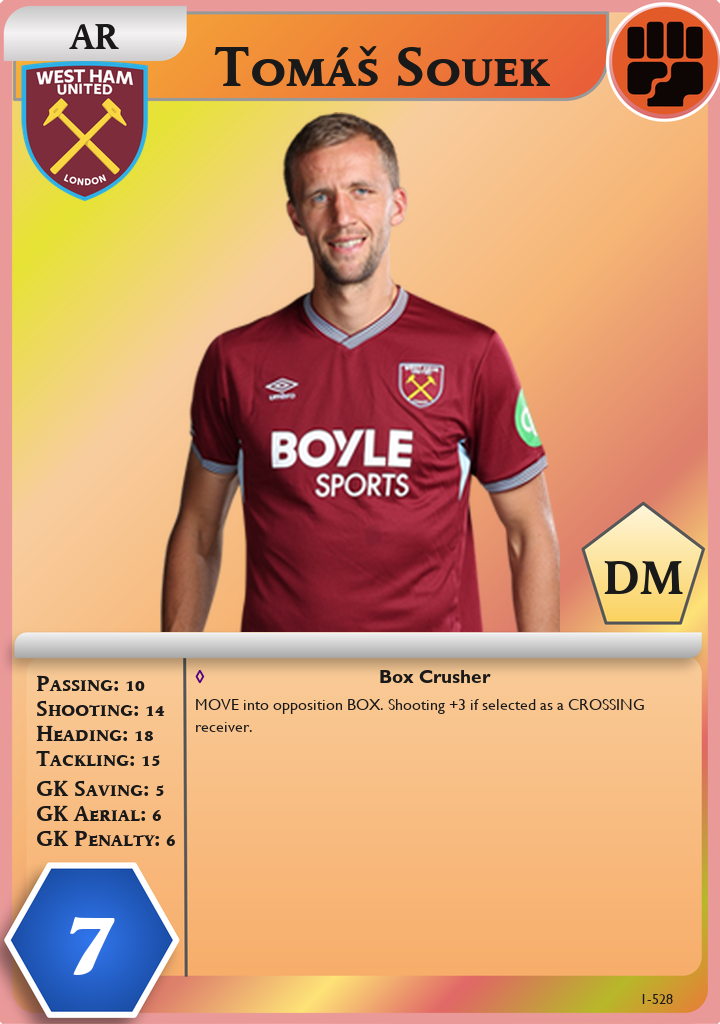 AR
Tomáš Souek
WEST HAM
UNITED
LONDON
umbro
BOYLE
SPORTS
DM
Passing: 10
Shooting: 14
Heading: 18
Tackling: 15
GK Saving: 5
GK Aerial: 6
GK Penalty: 6
◊ Box Crusher
MOVE into opposition BOX. Shooting +3 if selected as a CROSSING
receiver.
7
1-528